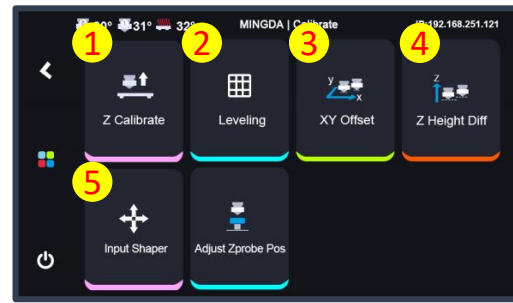 31° 32
MINGDA | Calibrate
IP:192.168.251.121
1 2 3 4
y x Z
Z Calibrate Leveling XY Offset Z Height Diff
5
Input Shaper Adjust Zprobe Pos